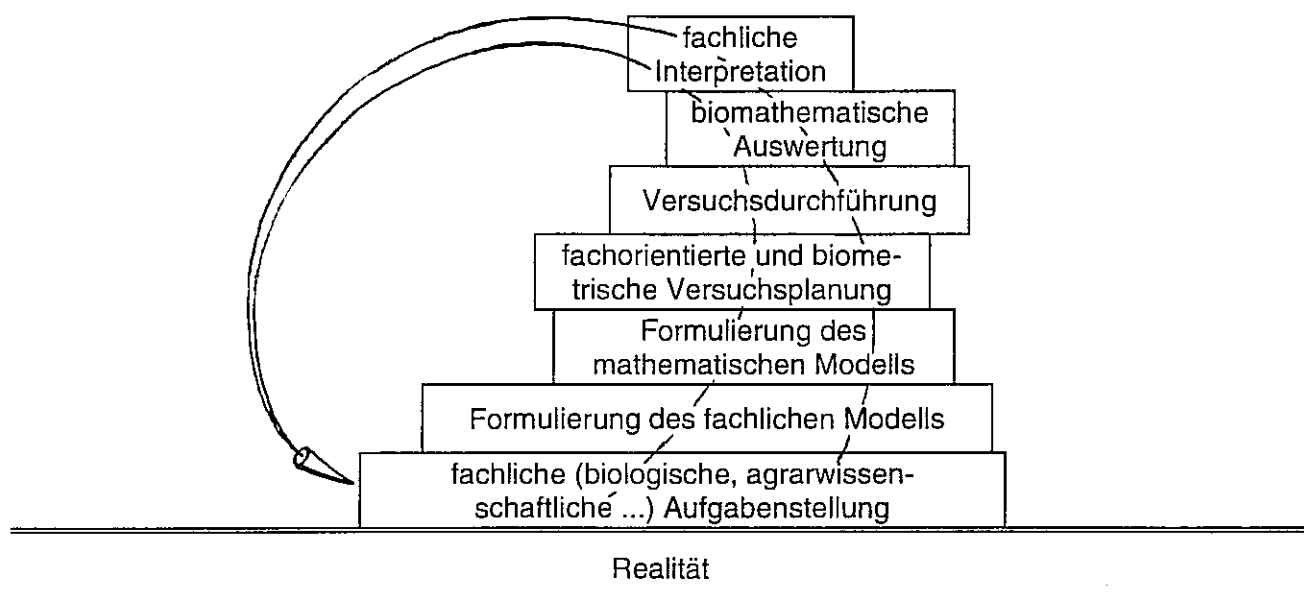 fachliche
Interpretation
biomathematische
Auswertung
Versuchsdurchführung
fachorientierte und biome-
trische Versuchsplanung
Formulierung des
mathematischen Modells
Formulierung des fachlichen Modells
fachliche (biologische, agrarwissen-
schaftliche ...) Aufgabenstellung
Realität